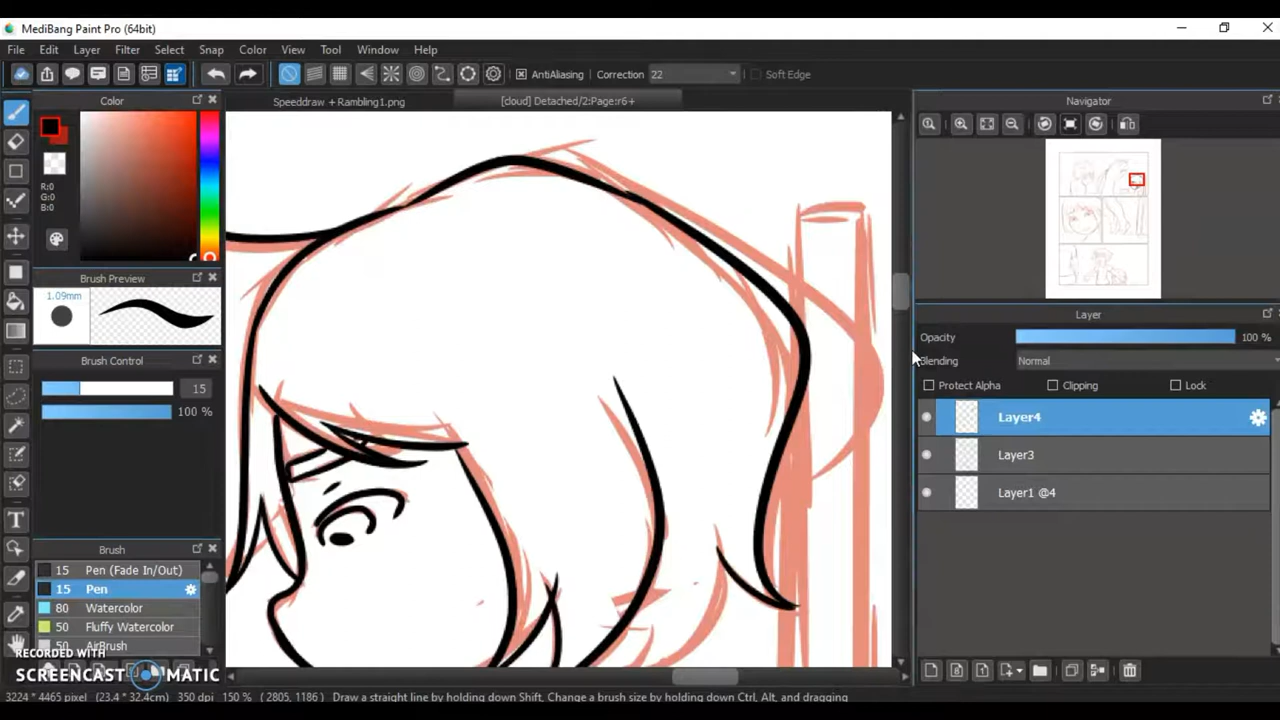 MediBang Paint Pro (64bit)
File Edit Layer Filter Select Snap Color View Tool Window Help
AntiAliasing Correction 22 Soft Edge
Color
Speeddraw +Rambling1.png
[cloud] Detached/2:Page:r6+
Navigator
R:0
G:0
B:0
Brush Preview
1.09mm
Layer
Opacity 100 %
Blending Normal
Brush Control
Protect Alpha Clipping Lock
15
100 %
Layer4
Layer3
Layer1 @4
Brush
15 Pen (Fade In/Out)
15 Pen
80 Watercolor
50 Fluffy Watercolor
50 AirBrush
RECORDED WITH
SCREENCAST MATIC
3224 * 4465 pixel (23.4 * 32.4cm) 350 dpi 150 % ( 2805, 1186 ) Draw a straight line by holding down Shift, Change a brush size by holding down Ctrl, Alt, and dragging